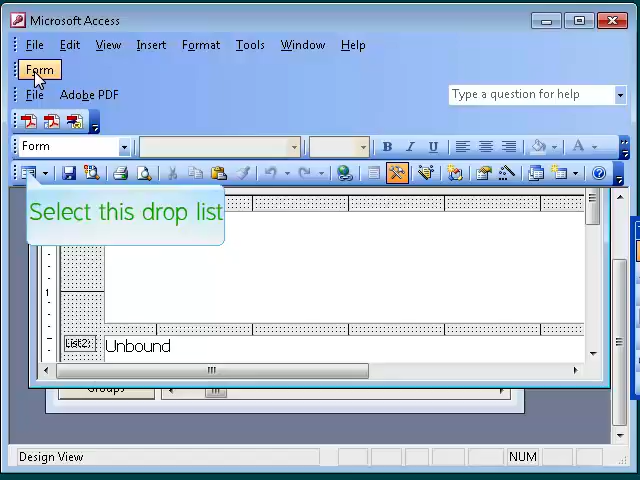 Microsoft Access
File Edit View Insert Format Tools Window Help
Form
File Adobe PDF
Type a question for help
Form
B I U
A
Select this drop list
1
List2:
Unbound
Groups
Design View
NUM